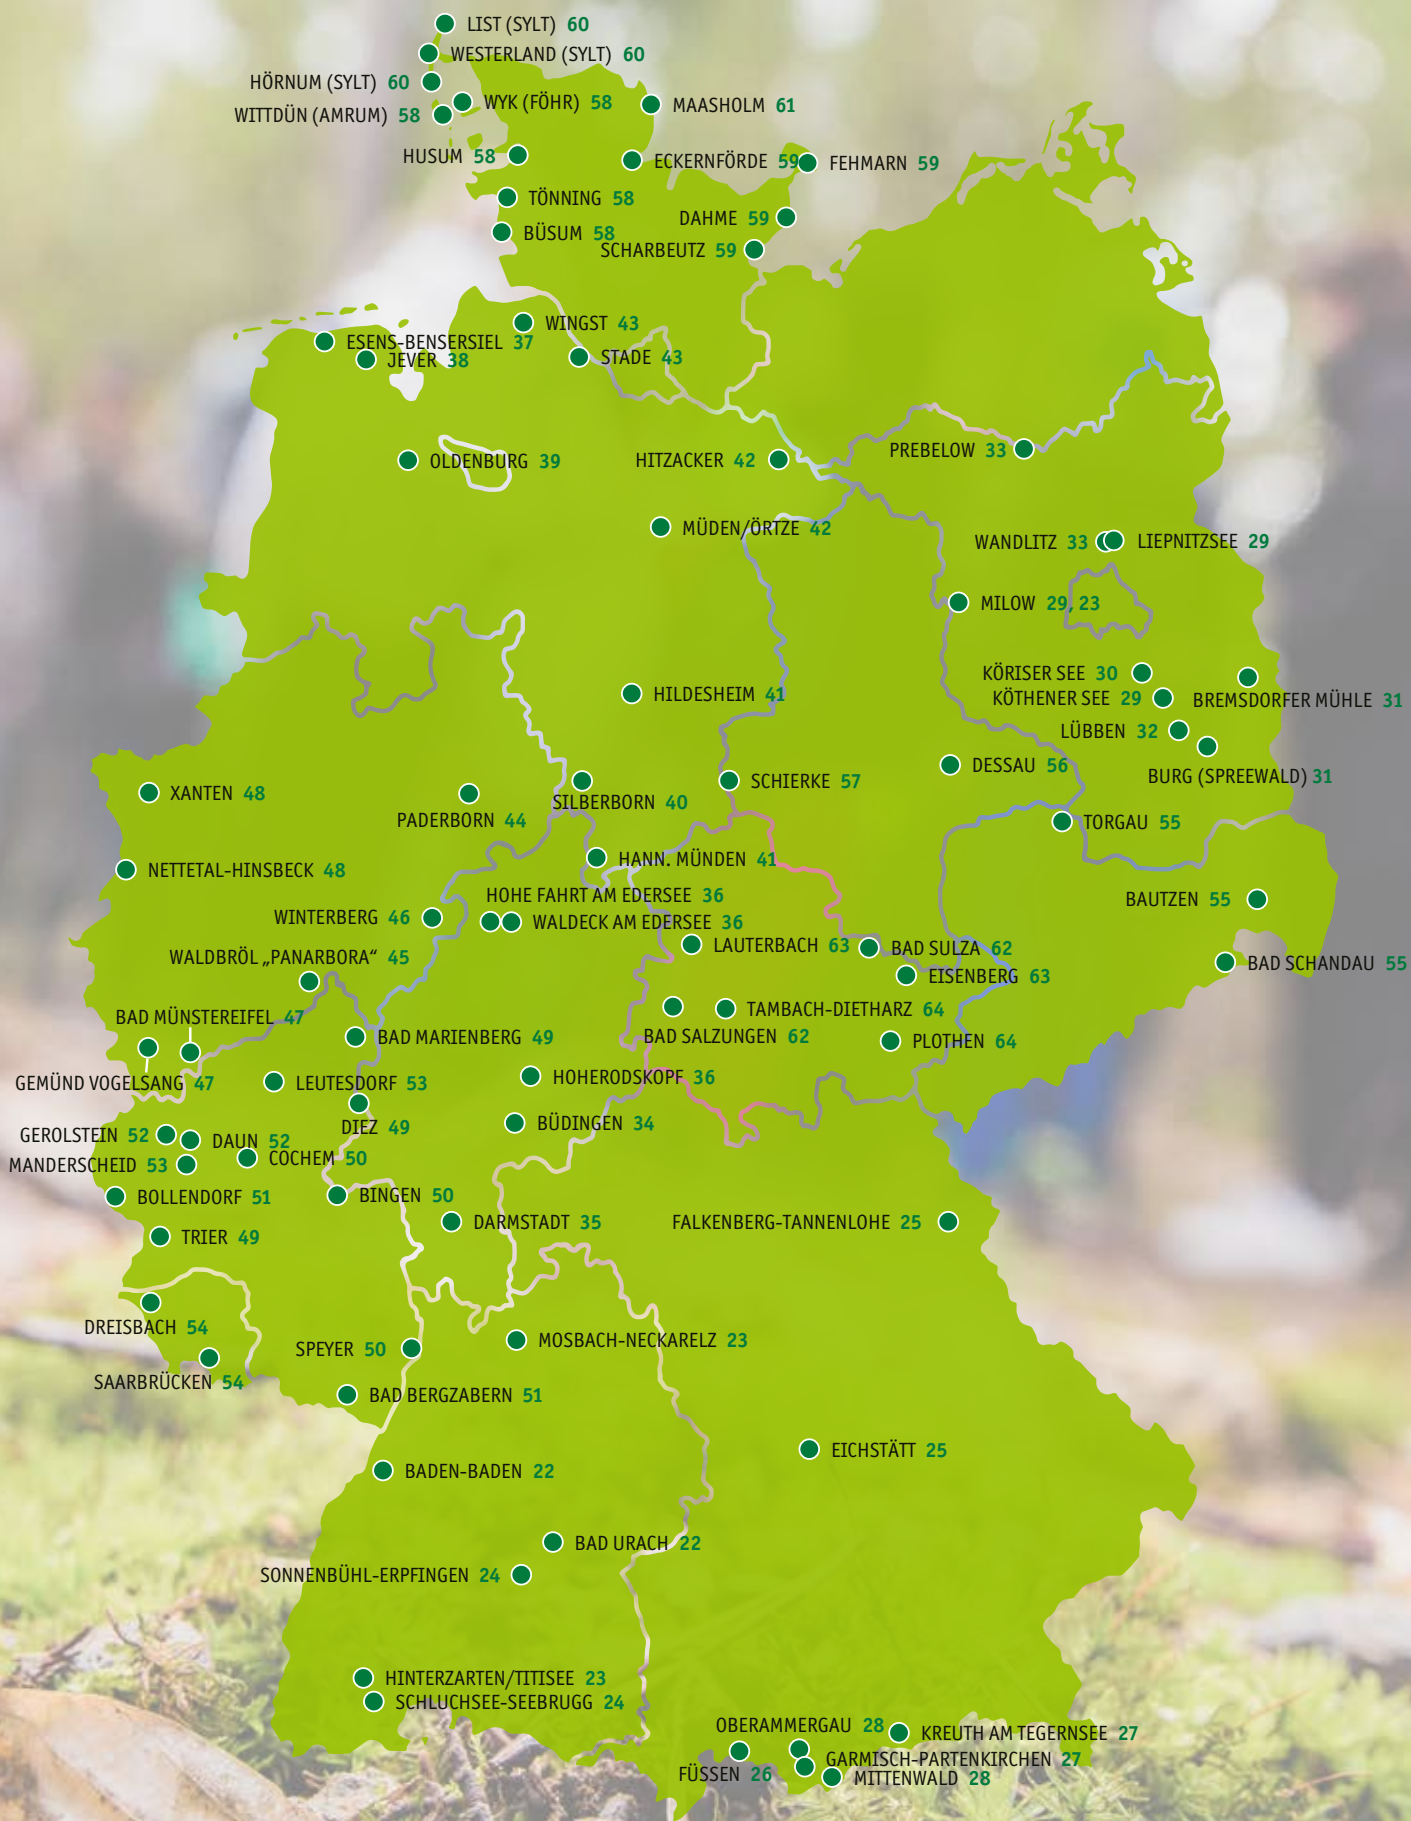 LIST (SYLT) 60
WESTERLAND (SYLT) 60
HÖRNUM (SYLT) 60
WYK (FÖHR) 58
MAASHOLM 61
WITTDÜN (AMRUM) 58
HUSUM 58
ECKERNFÖRDE 59
FEHMARN 59
TÖNNING 58
DAHME 59
BÜSUM 58
SCHARBEUTZ 59
WINGST 43
ESENS-BENSERSIEL 37
STADE 43
JEVER 38
PREBELOW 33
OLDENBURG 39
HITZACKER 42
MÜDEN/ÖRTZE 42
WANDLITZ 33
LIEPNITZSEE 29
MILOW 29, 23
KÖRISER SEE 30
HILDESHEIM 41
KÖTHENER SEE 29
BREMSDORFER MÜHLE 31
LÜBBEN 32
DESSAU 56
BURG (SPREEWALD) 31
SCHIERKE 57
XANTEN 48
SILBERBORN 40
PADERBORN 44
TORGAU 55
HANN. MÜNDEN 41
NETTETAL-HINSBECK 48
HOHE FAHRT AM EDERSEE 36
BAUTZEN 55
WINTERBERG 46
WALDECK AM EDERSEE 36
LAUTERBACH 63
BAD SULZA 62
WALDBRÖL „PANARBORA“ 45
BAD SCHANDAU 55
EISENBERG 63
TAMBACH-DIETHARZ 64
BAD MÜNSTEREIFEL 47
BAD SALZUNGEN 62
BAD MARIENBERG 49
PLOTHEN 64
HOHERODSKOPF 36
GEMÜND VOGELSANG 47
LEUTESDORF 53
BÜDINGEN 34
DIEZ 49
GEROLSTEIN 52
DAUN 52
COCHEM 50
MANDERSCHEID 53
BOLLENDORF 51
BINGEN 50
DARMSTADT 35
FALKENBERG-TANNENLOHE 25
TRIER 49
DREISBACH 54
MOSBACH-NECKARELZ 23
SPEYER 50
SAARBRÜCKEN 54
BAD BERGZABERN 51
EICHSTÄTT 25
BADEN-BADEN 22
BAD URACH 22
SONNENBÜHL-ERPFINGEN 24
HINTERZARTEN/TITISEE 23
SCHLUCHSEE-SEEBRUGG 24
OBERAMMERGAU 28
KREUTH AM TEGERNSEE 27
GARMISCH-PARTENKIRCHEN 27
FÜSSEN 26
MITTENWALD 28